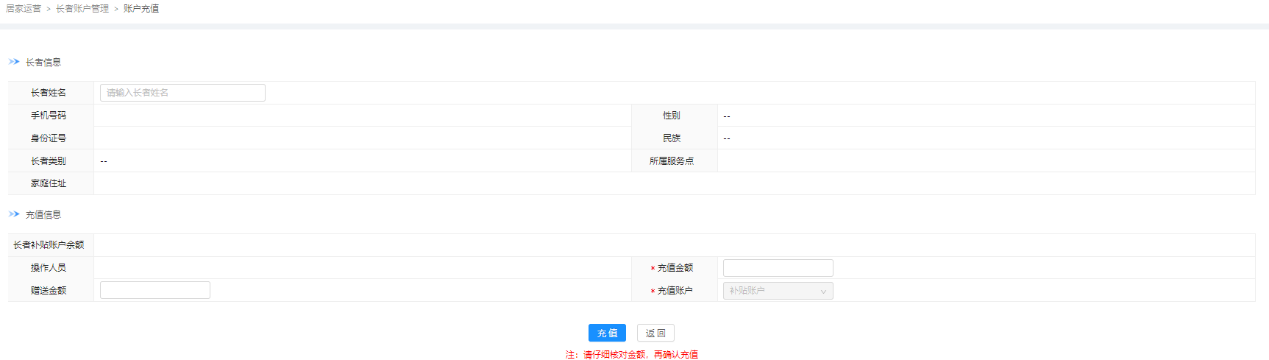 居家运营 > 长者账户管理 > 账户充值
长者信息
长者姓名 请输入长者姓名
手机号码 性别 --
身份证号 民族 --
长者类别 -- 所属服务点
家庭住址
充值信息
长者补贴账户余额
操作人员 * 充值金额
赠送金额 * 充值账户 补贴账户
充 值 返 回
注：请仔细核对金额，再确认充值